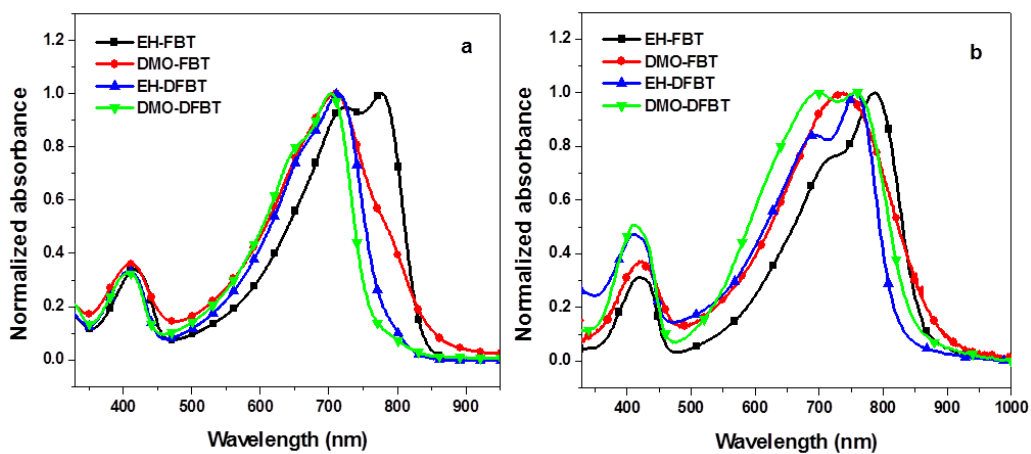 a
EH-FBT
DMO-FBT
EH-DFBT
DMO-DFBT
Normalized absorbance
1.2
1.0
0.8
0.6
0.4
0.2
0.0
400 500 600 700 800 900
Wavelength (nm)
b
EH-FBT
DMO-FBT
EH-DFBT
DMO-DFBT
Normalized absorbance
1.2
1.0
0.8
0.6
0.4
0.2
0.0
400 500 600 700 800 900 1000
Wavelength (nm)